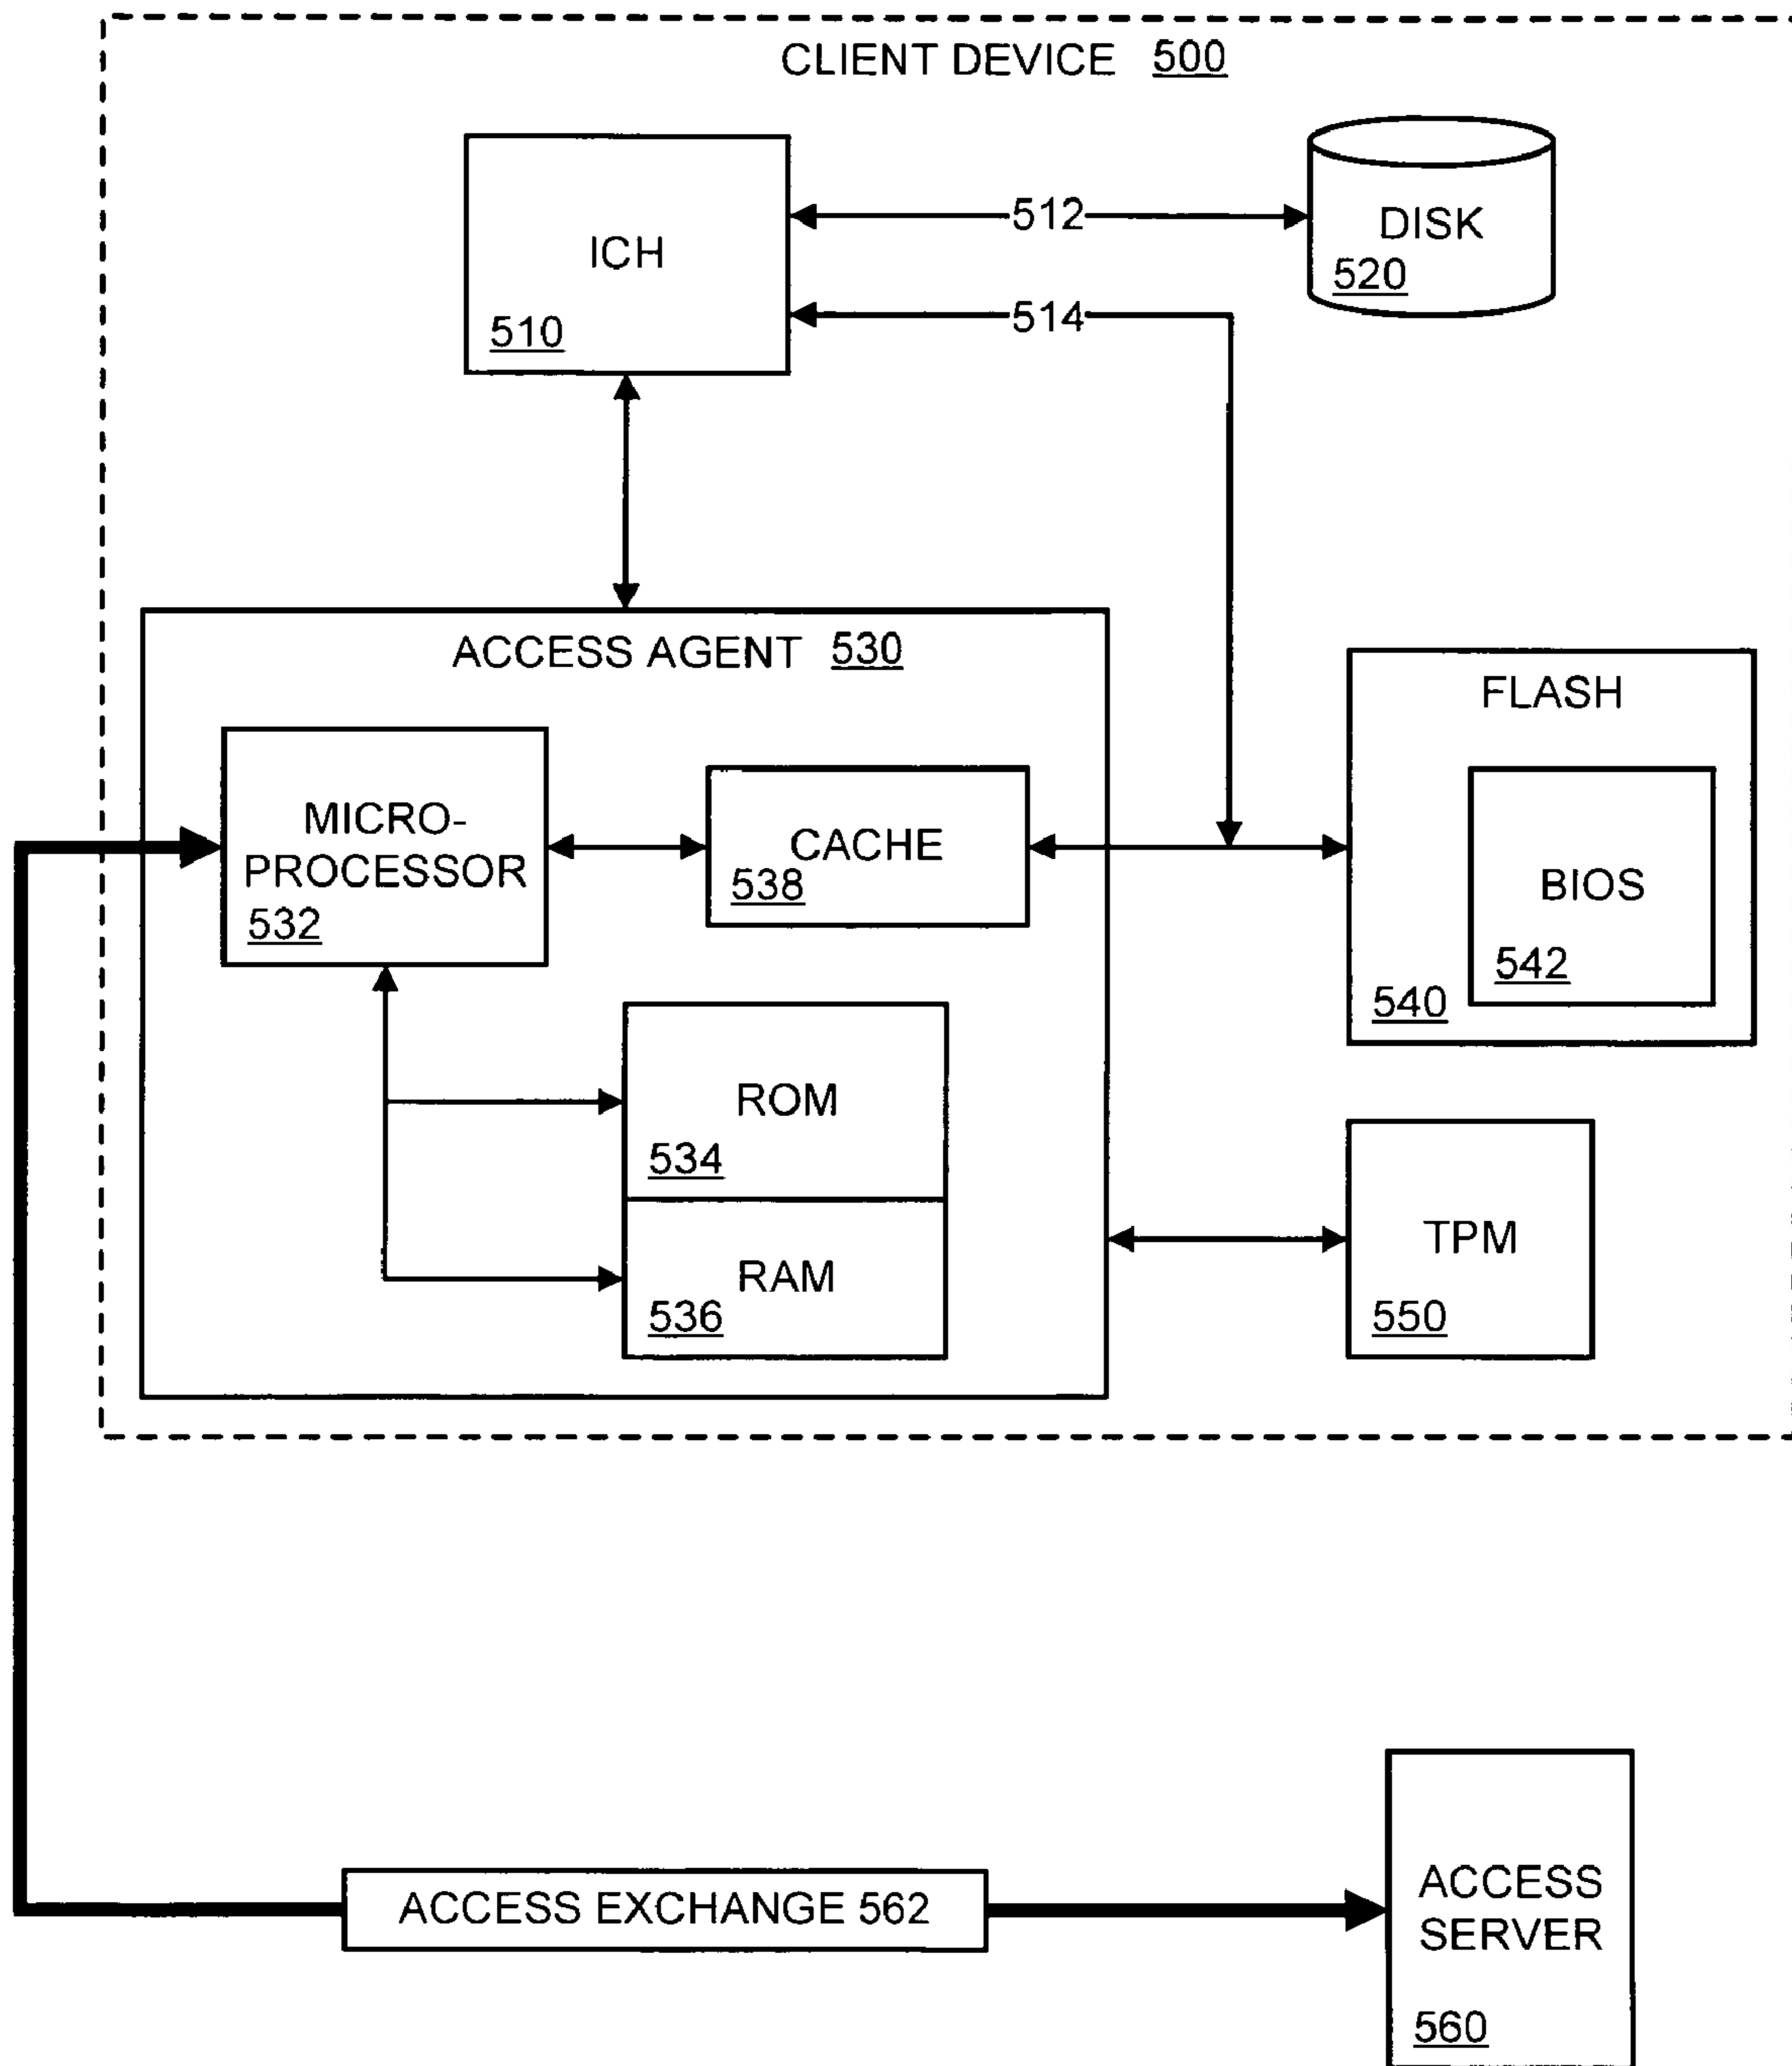 CLIENT DEVICE 500
ICH
510
512
514
DISK
520
ACCESS AGENT 530
MICRO-
PROCESSOR
532
CACHE
538
FLASH
BIOS
542
540
ROM
534
RAM
536
TPM
550
ACCESS EXCHANGE 562
ACCESS
SERVER
560